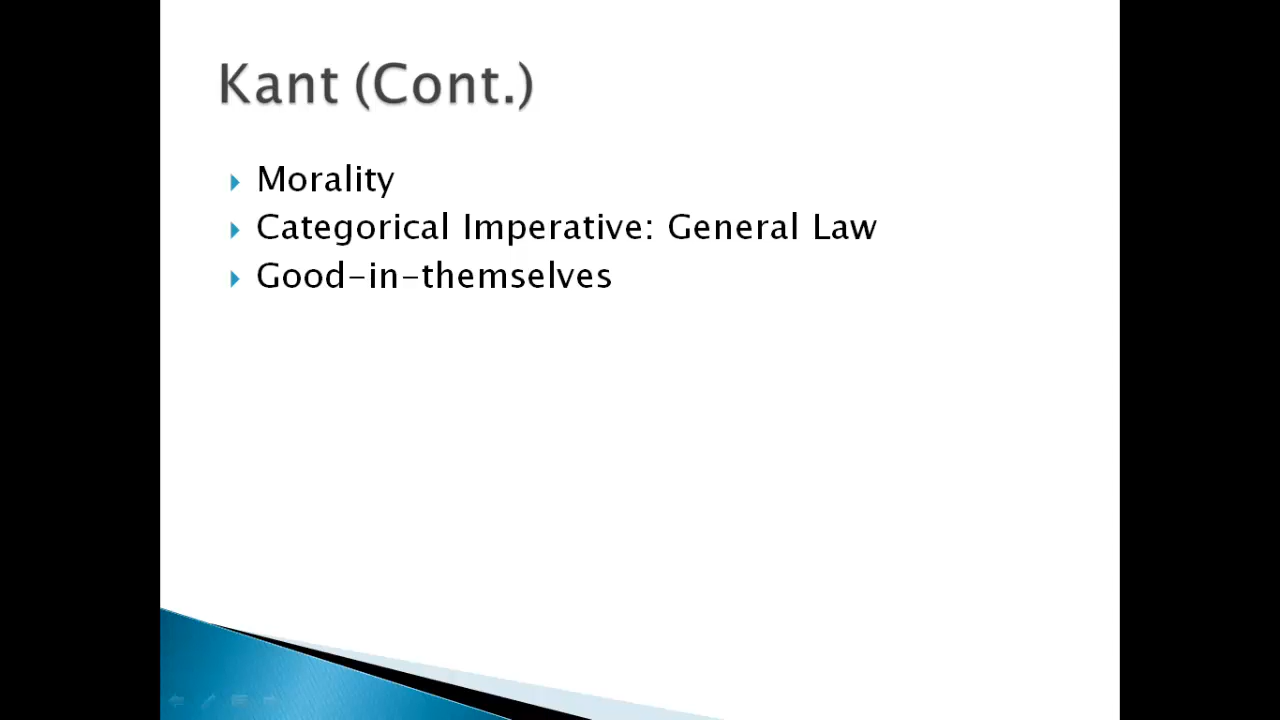 Kant (Cont.)
Morality
Categorical Imperative: General Law
Good-in-themselves